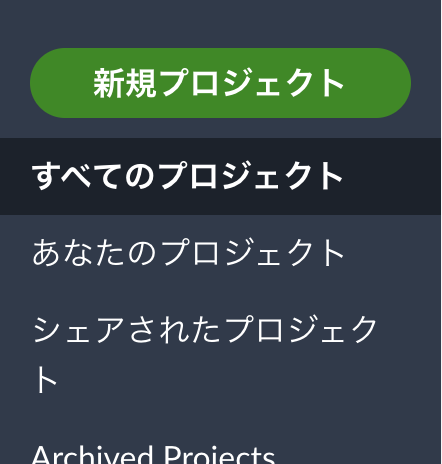 新規プロジェクト
すべてのプロジェクト
あなたのプロジェクト
シェアされたプロジェク
ト
Archived Projects